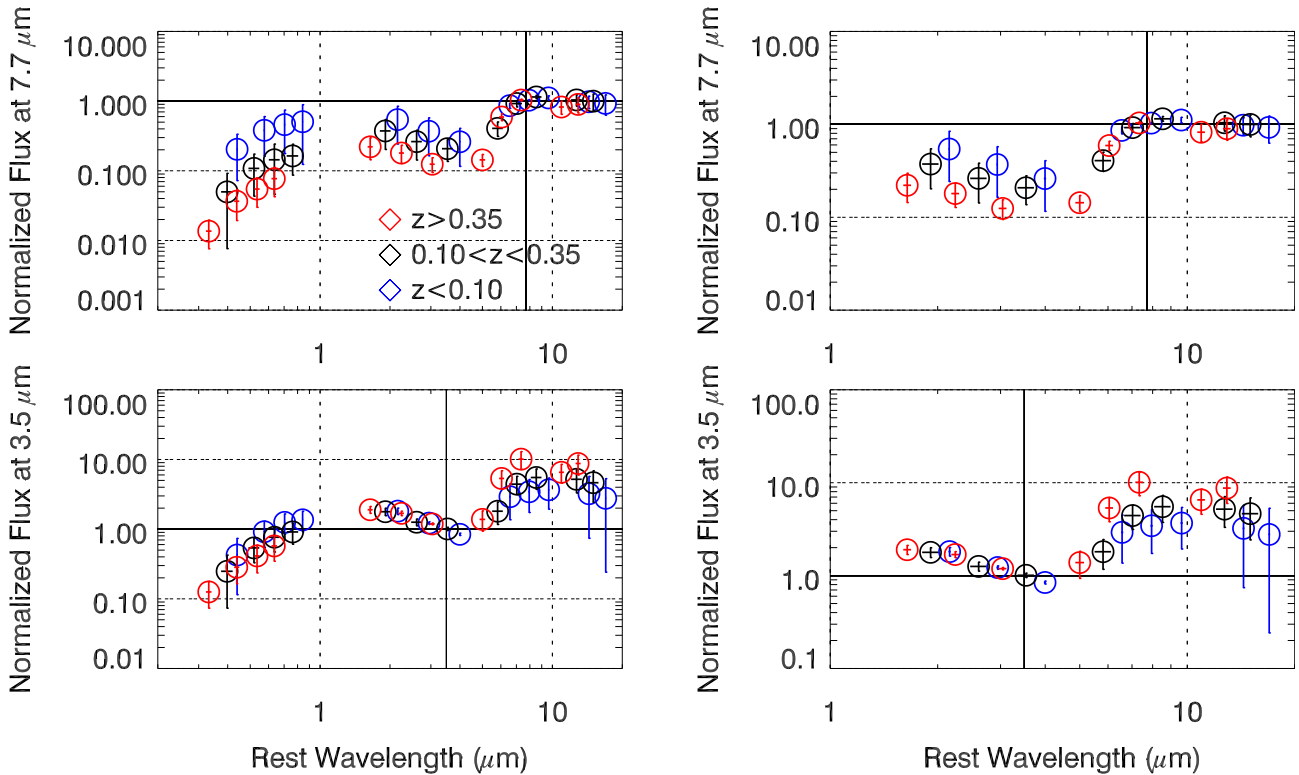 Normalized Flux at 7.7 μm
10.000
1.000
0.100
0.010
0.001
z>0.35
0.10<z<0.35
z<0.10
1
10
Normalized Flux at 7.7 μm
10.00
1.00
0.10
0.01
1
10
Normalized Flux at 3.5 μm
100.00
10.00
1.00
0.10
0.01
1
10
Rest Wavelength (μm)
Normalized Flux at 3.5 μm
100.0
10.0
1.0
0.1
1
10
Rest Wavelength (μm)